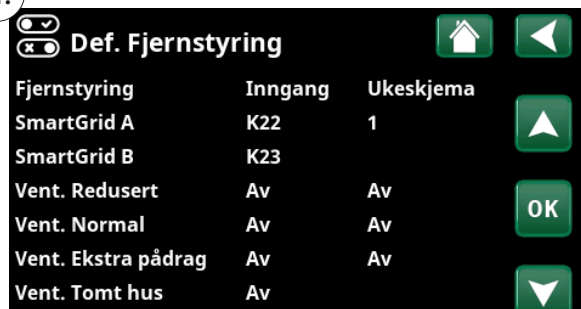 Def. Fjernstyring
Fjernstyring Inngang Ukeskjema
SmartGrid A K22 1
SmartGrid B K23
Vent. Redusert Av Av
Vent. Normal Av Av
OK
Vent. Ekstra pådrag Av Av
Vent. Tomt hus Av